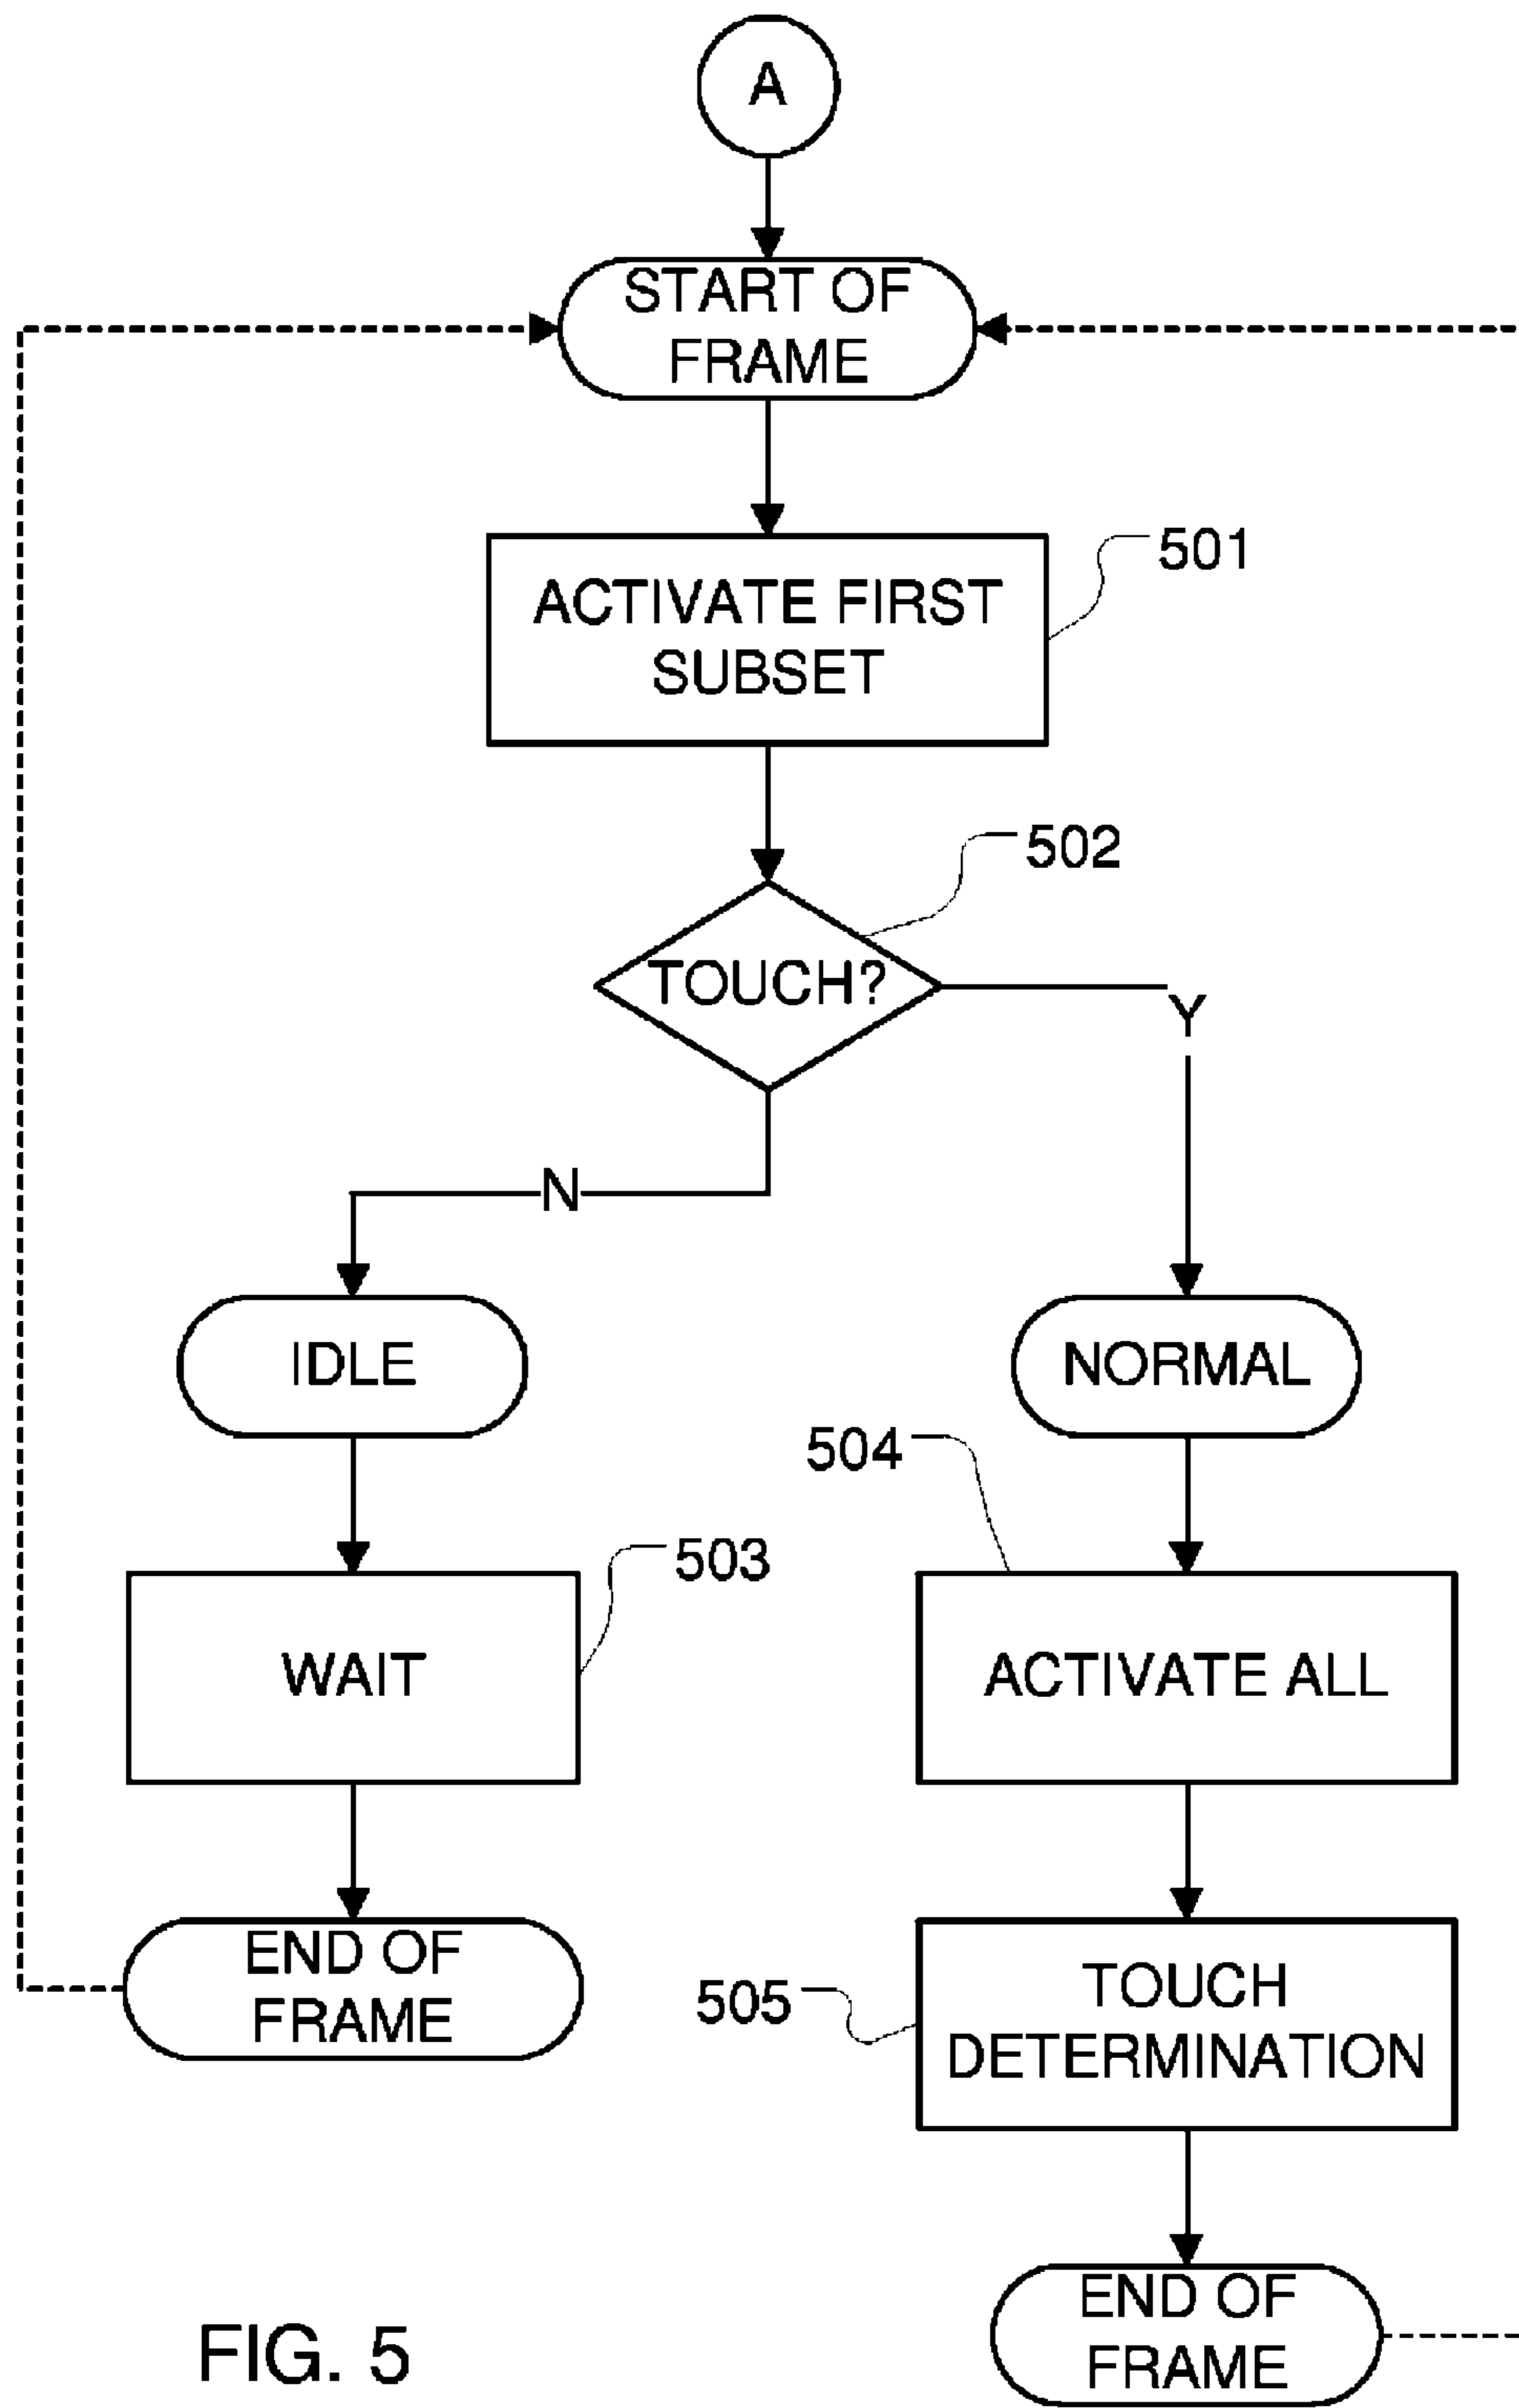 A
START OF
FRAME
501
ACTIVATE FIRST
SUBSET
502
TOUCH?
Y
N
IDLE
NORMAL
504
503
WAIT
ACTIVATE ALL
END OF
FRAME
505
TOUCH
DETERMINATION
END OF
FRAME
FIG. 5